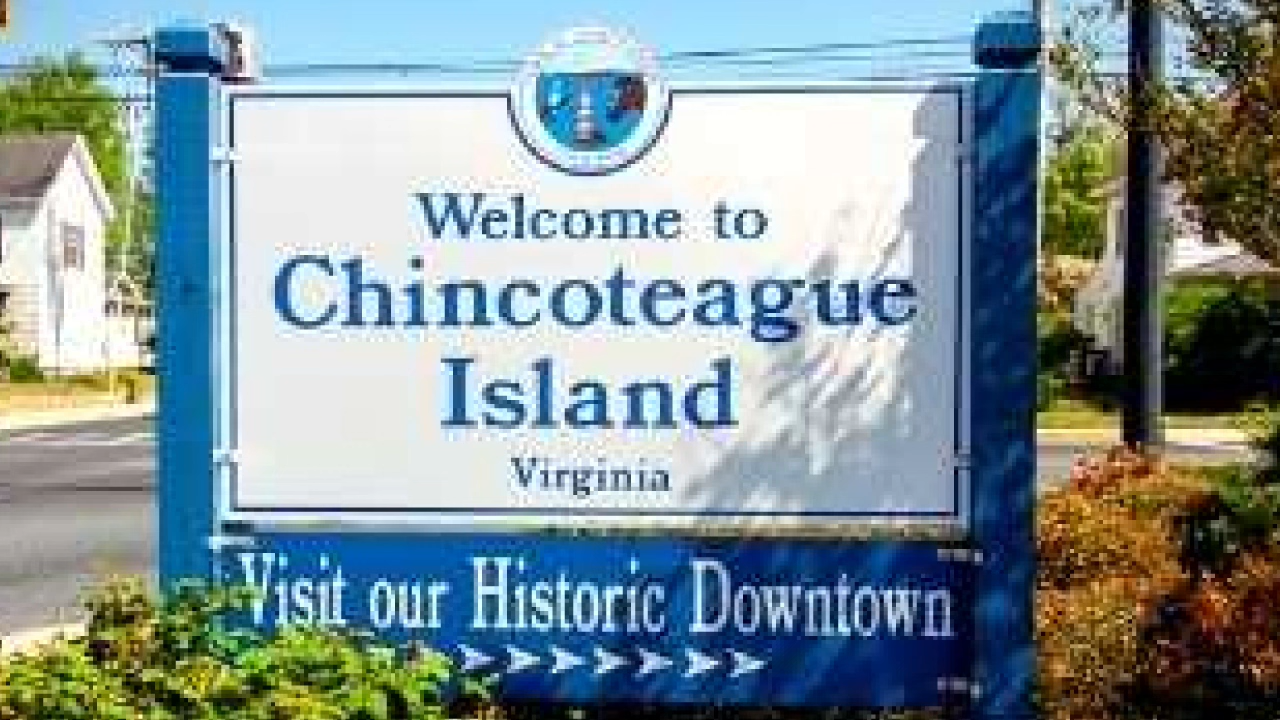 Welcome to
Chincoteague
Island
Virginia
Visit our Historic Downtown